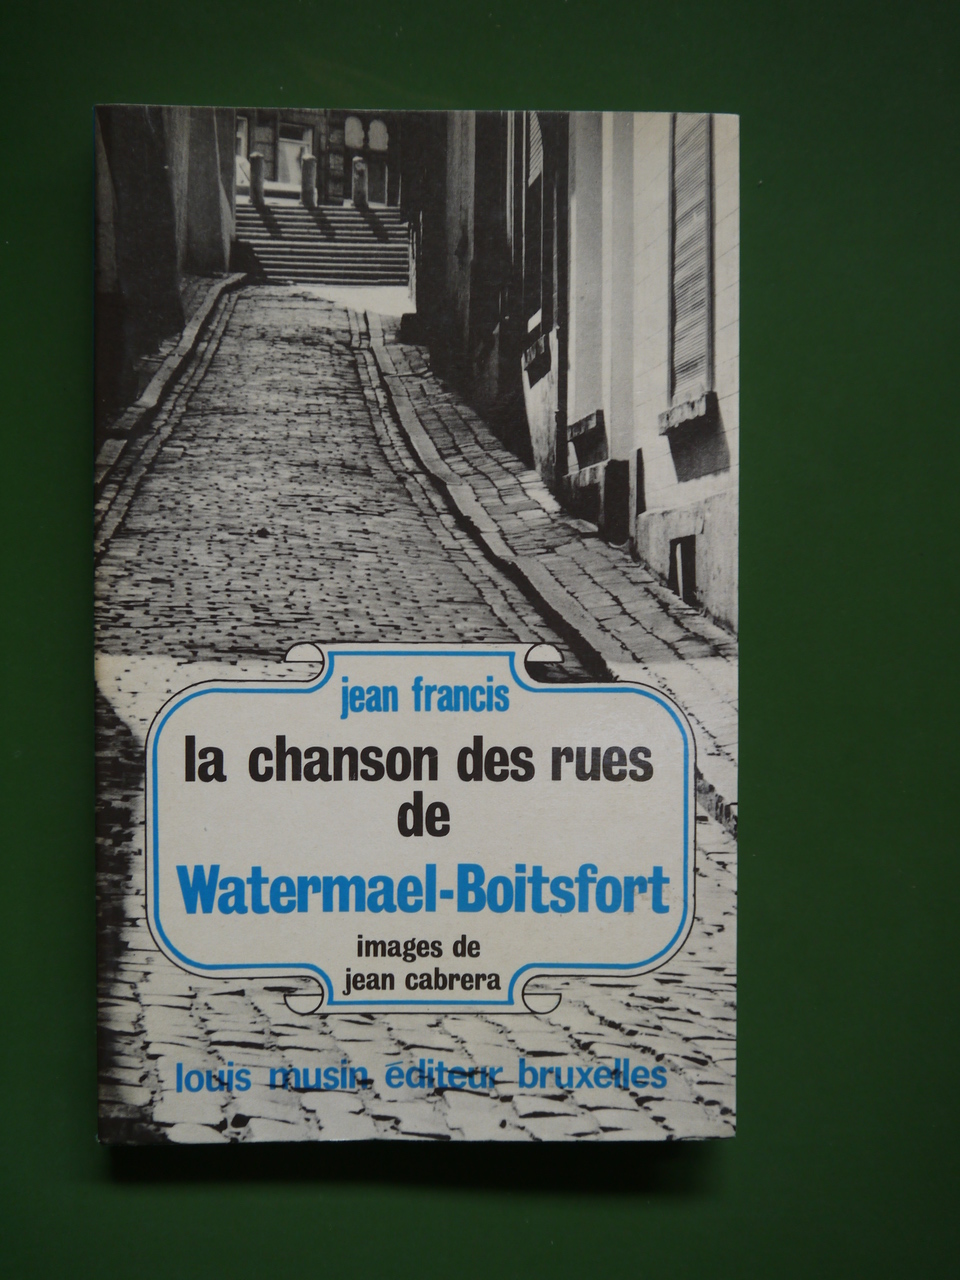 jean francis
la chanson des rues
de
Watermael-Boitsfort
images de
jean cabrera
louis musin éditeur bruxelles